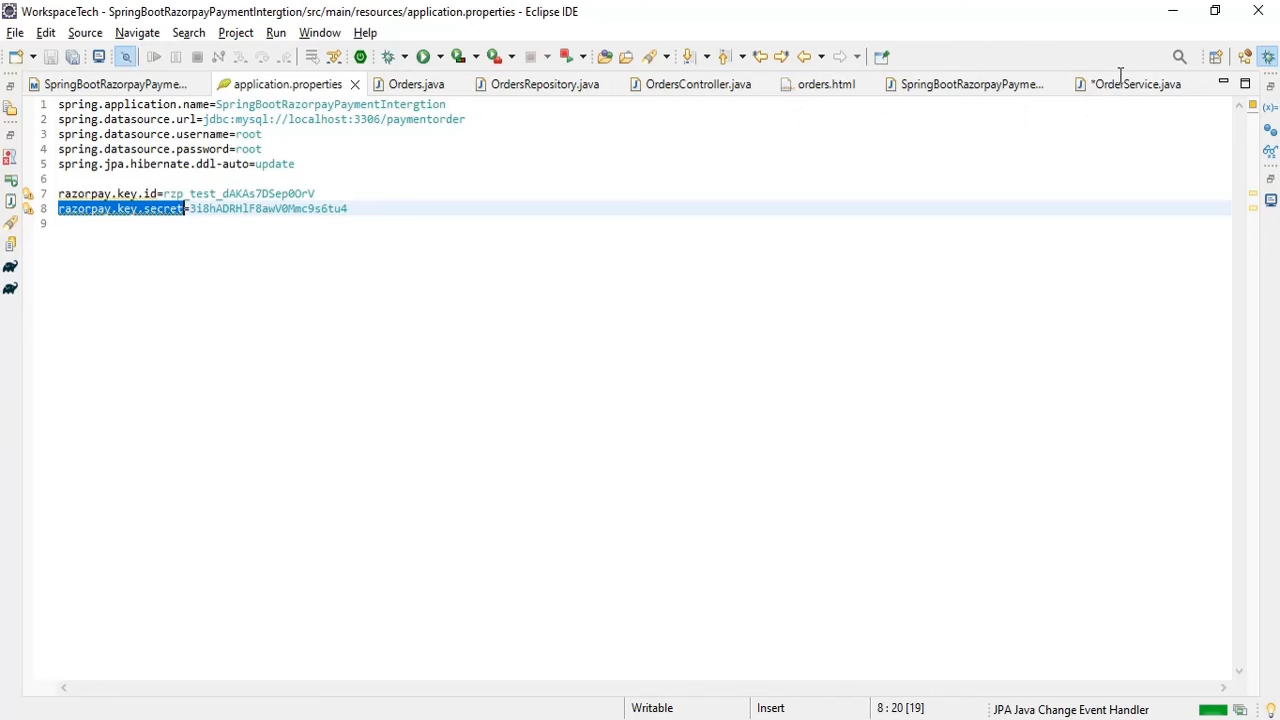 WorkspaceTech - SpringBootRazorpayPaymentIntergtion/src/main/resources/application.properties - Eclipse IDE
File Edit Source Navigate Search Project Run Window Help
SpringBootRazorpayPayme... application.properties Orders.java OrdersRepository.java OrdersController.java orders.html SpringBootRazorpayPayme... *OrderService.java
1 spring.application.name=SpringBootRazorpayPaymentIntergtion
2 spring.datasource.url=jdbc:mysql://localhost:3306/paymentorder
3 spring.datasource.username=root
4 spring.datasource.password=root
5 spring.jpa.hibernate.ddl-auto=update
6
7 razorpay.key.id=rzp_test_dAKAs7DSep0OrV
8 razorpay.key.secret=3i8hADRHlF8awV0Mmc9s6tu4
9
Writable Insert 8 : 20 [19] JPA Java Change Event Handler